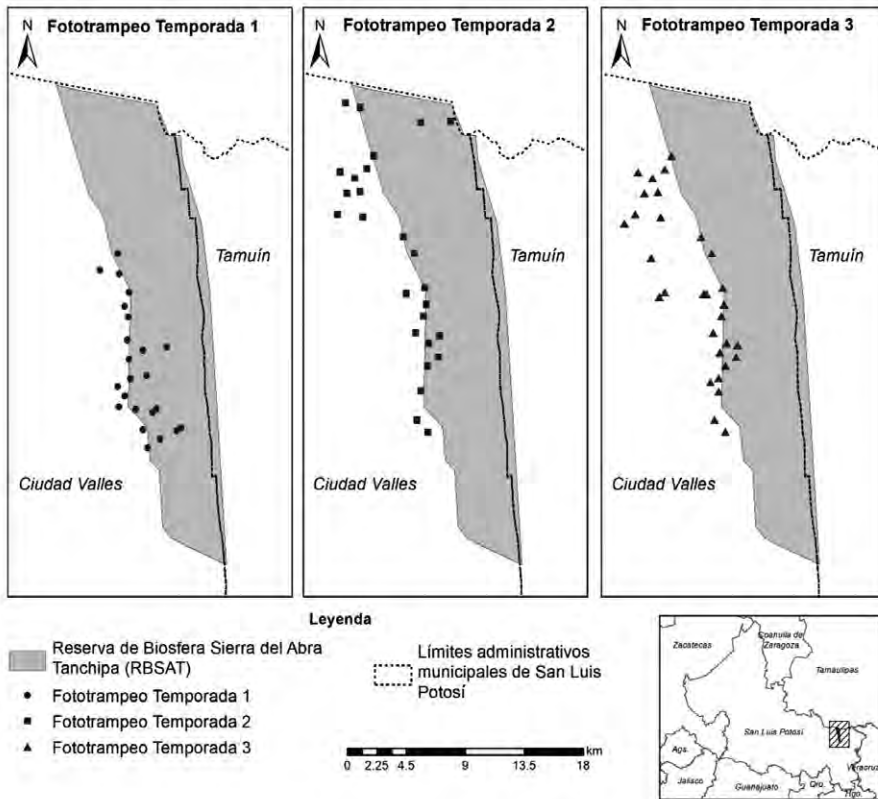 N
Fototrampeo Temporada 1
N
Fototrampeo Temporada 2
N
Fototrampeo Temporada 3
Tamuín
Tamuín
Tamuín
Ciudad Valles
Ciudad Valles
Ciudad Valles
Leyenda
Reserva de Biosfera Sierra del Abra
Tanchipa (RBSAT)
Fototrampeo Temporada 1
Fototrampeo Temporada 2
Fototrampeo Temporada 3
Límites administrativos
municipales de San Luis
Potosí
km
0 2.25 4.5 9 13.5 18
Zacatecas
Coahuila de
Zaragoza
Tamaulipas
San Luis Potosí
Ags.
Veracruz
Jalisco
Guanajuato
Qro.
Hgo.